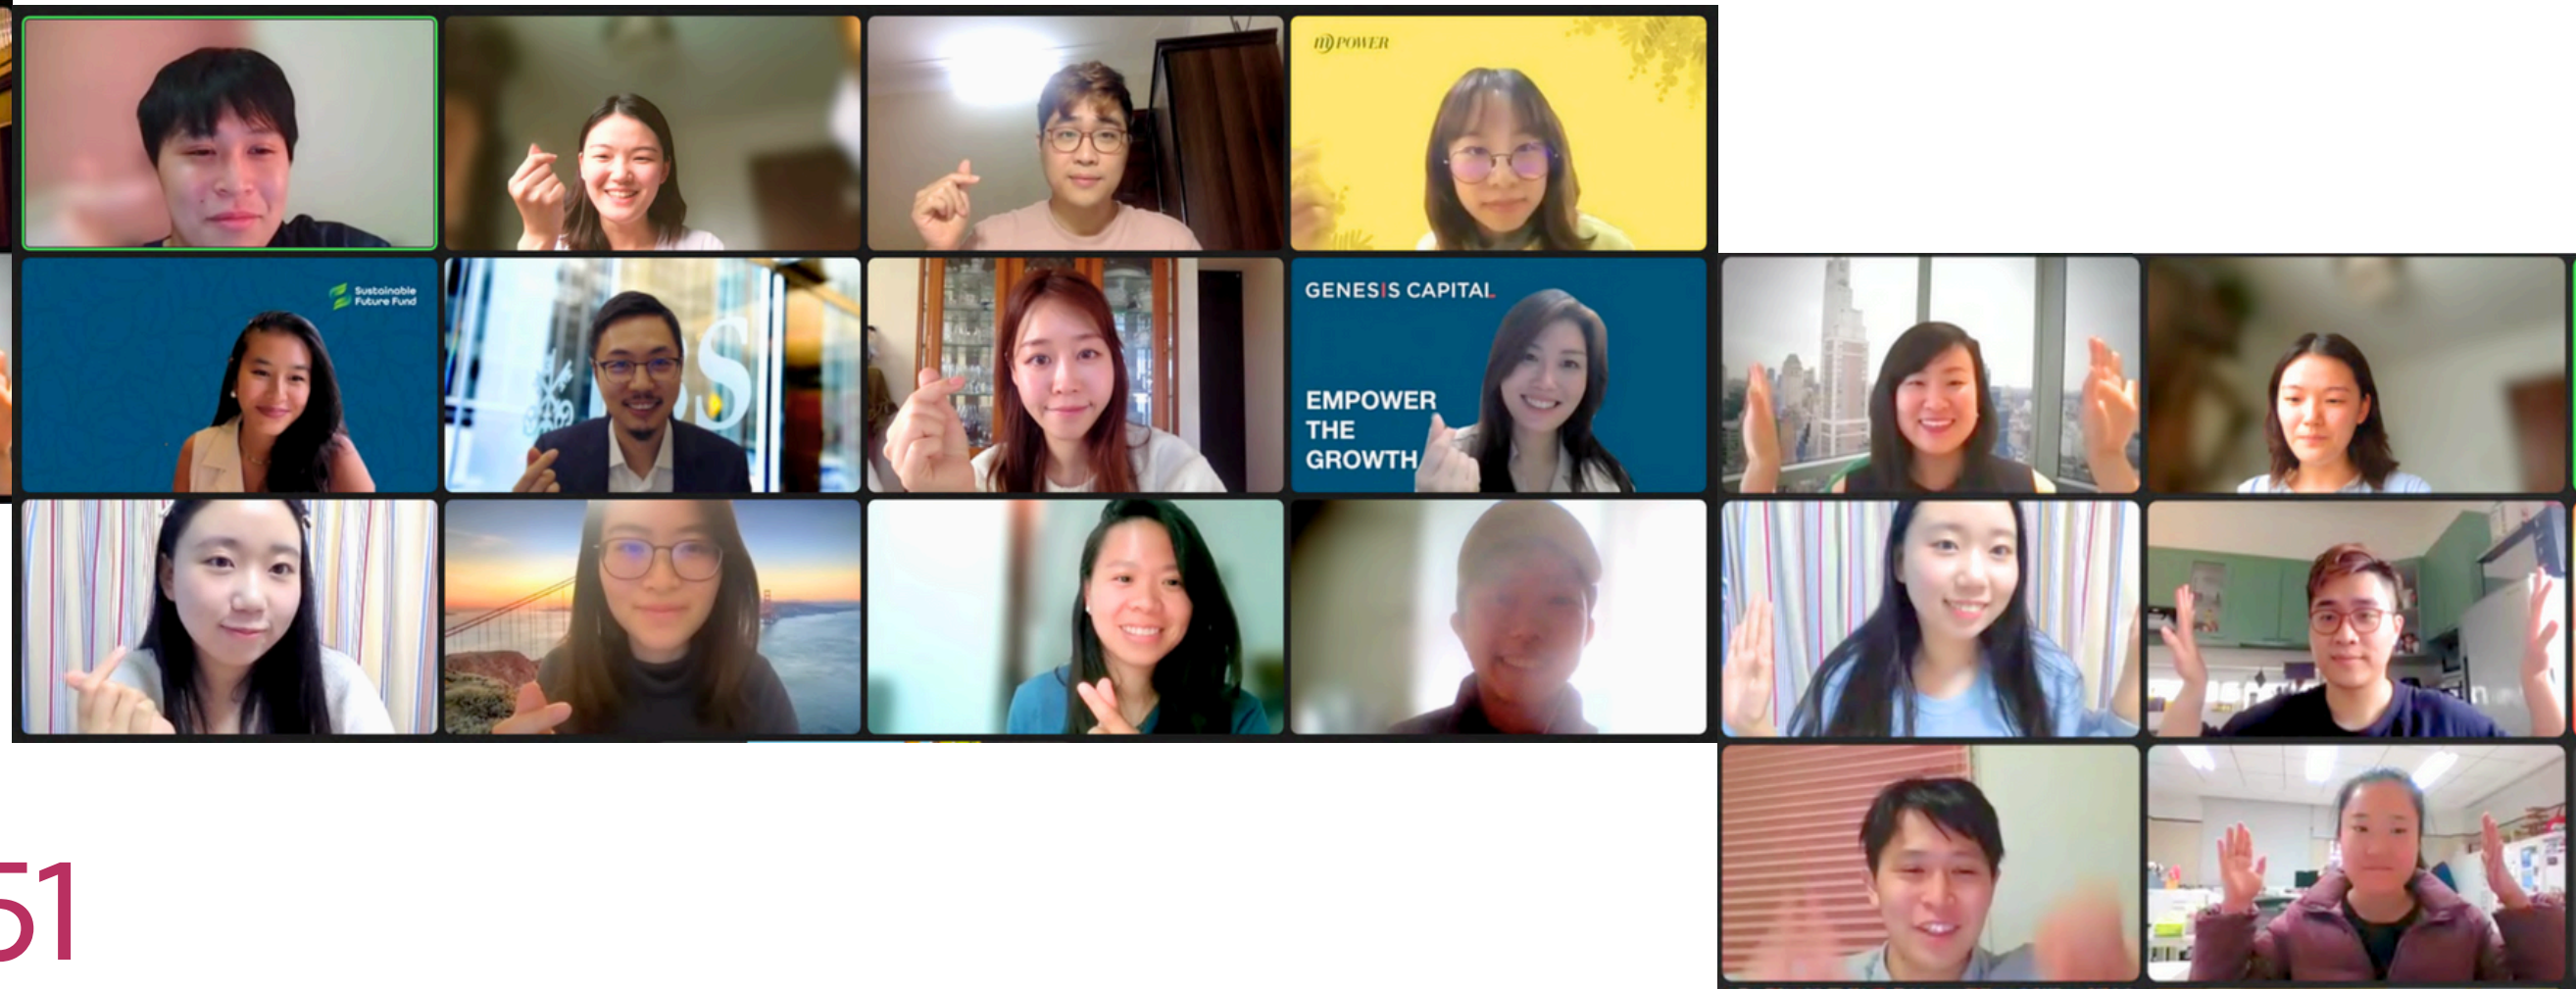 mPOWER
Sustainable
Future Fund
GENESIS CAPITAL
EMPOWER
THE
GROWTH
51